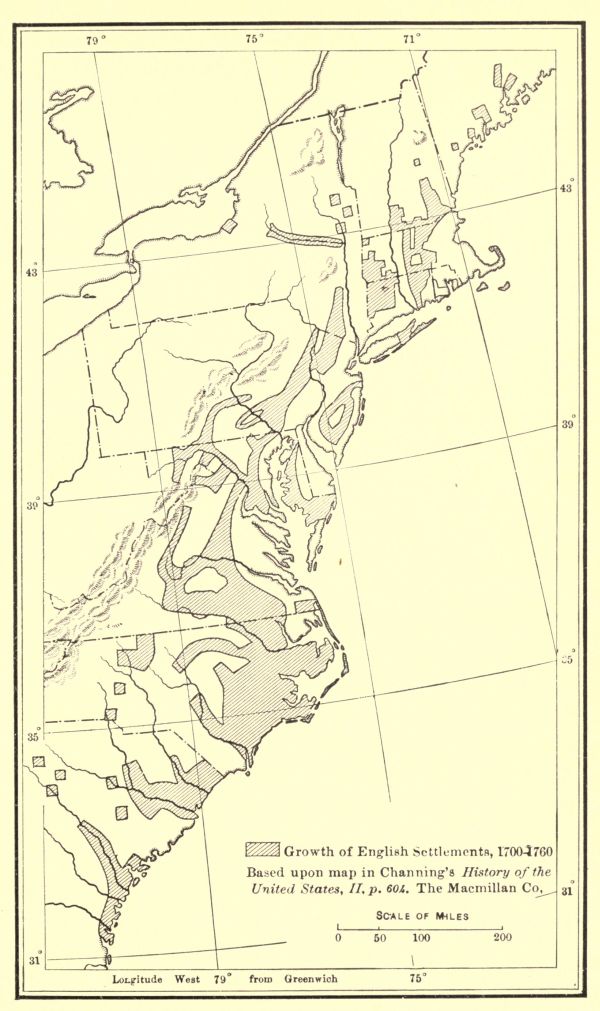 79° 75° 71°
43°
43°
39°
39°
35°
35°
Growth of English Settlements, 1700-1760
Based upon map in Channing's History of the
United States, II, p. 604. The Macmillan Co,
31°
SCALE OF MILES
0 50 100 200
31°
Longitude West 79° from Greenwich 75°